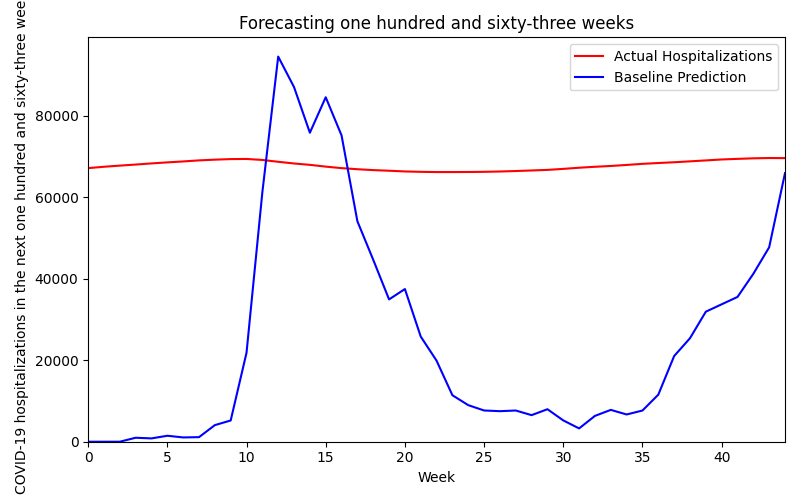 Forecasting one hundred and sixty-three weeks
COVID-19 hospitalizations in the next one hundred and sixty-three
Actual Hospitalizations
Baseline Prediction
80000
60000
40000
20000
0
0 5 10 15 20 25 30 35 40
Week